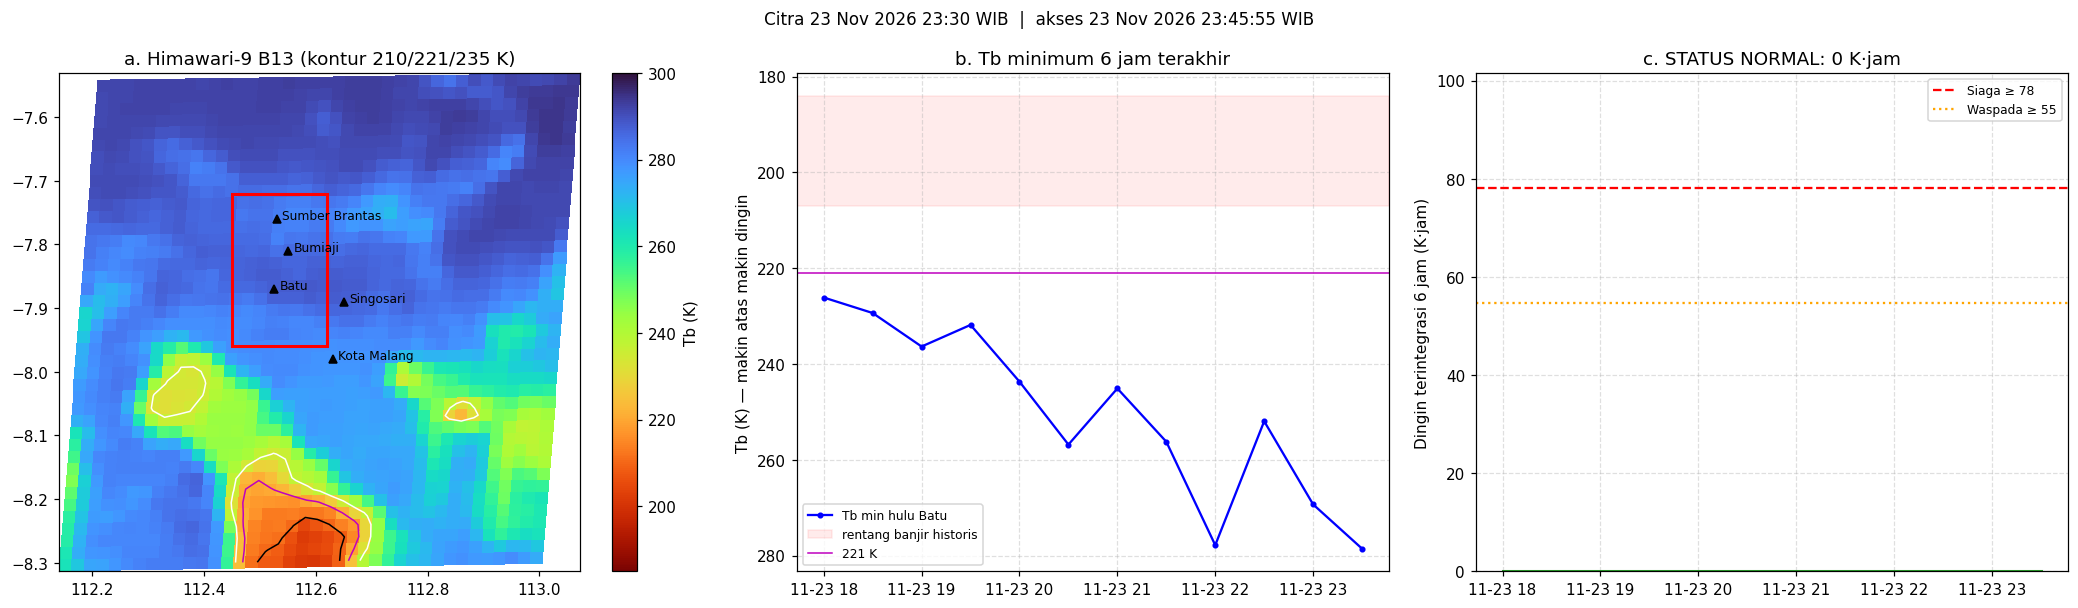 Citra 23 Nov 2026 23:30 WIB | akses 23 Nov 2026 23:45:55 WIB
a. Himawari-9 B13 (kontur 210/221/235 K)
−7.6
−7.7
−7.8
−7.9
−8.0
−8.1
−8.2
−8.3
112.2
112.4
112.6
112.8
113.0
Sumber Brantas
Bumiaji
Batu
Singosari
Kota Malang
300
280
260
240
220
200
Tb (K)
b. Tb minimum 6 jam terakhir
Tb (K) — makin atas makin dingin
180
200
220
240
260
280
11-23 18
11-23 19
11-23 20
11-23 21
11-23 22
11-23 23
Tb min hulu Batu
rentang banjir historis
221 K
c. STATUS NORMAL: 0 K·jam
Dingin terintegrasi 6 jam (K·jam)
100
80
60
40
20
0
11-23 18
11-23 19
11-23 20
11-23 21
11-23 22
11-23 23
Siaga ≥ 78
Waspada ≥ 55